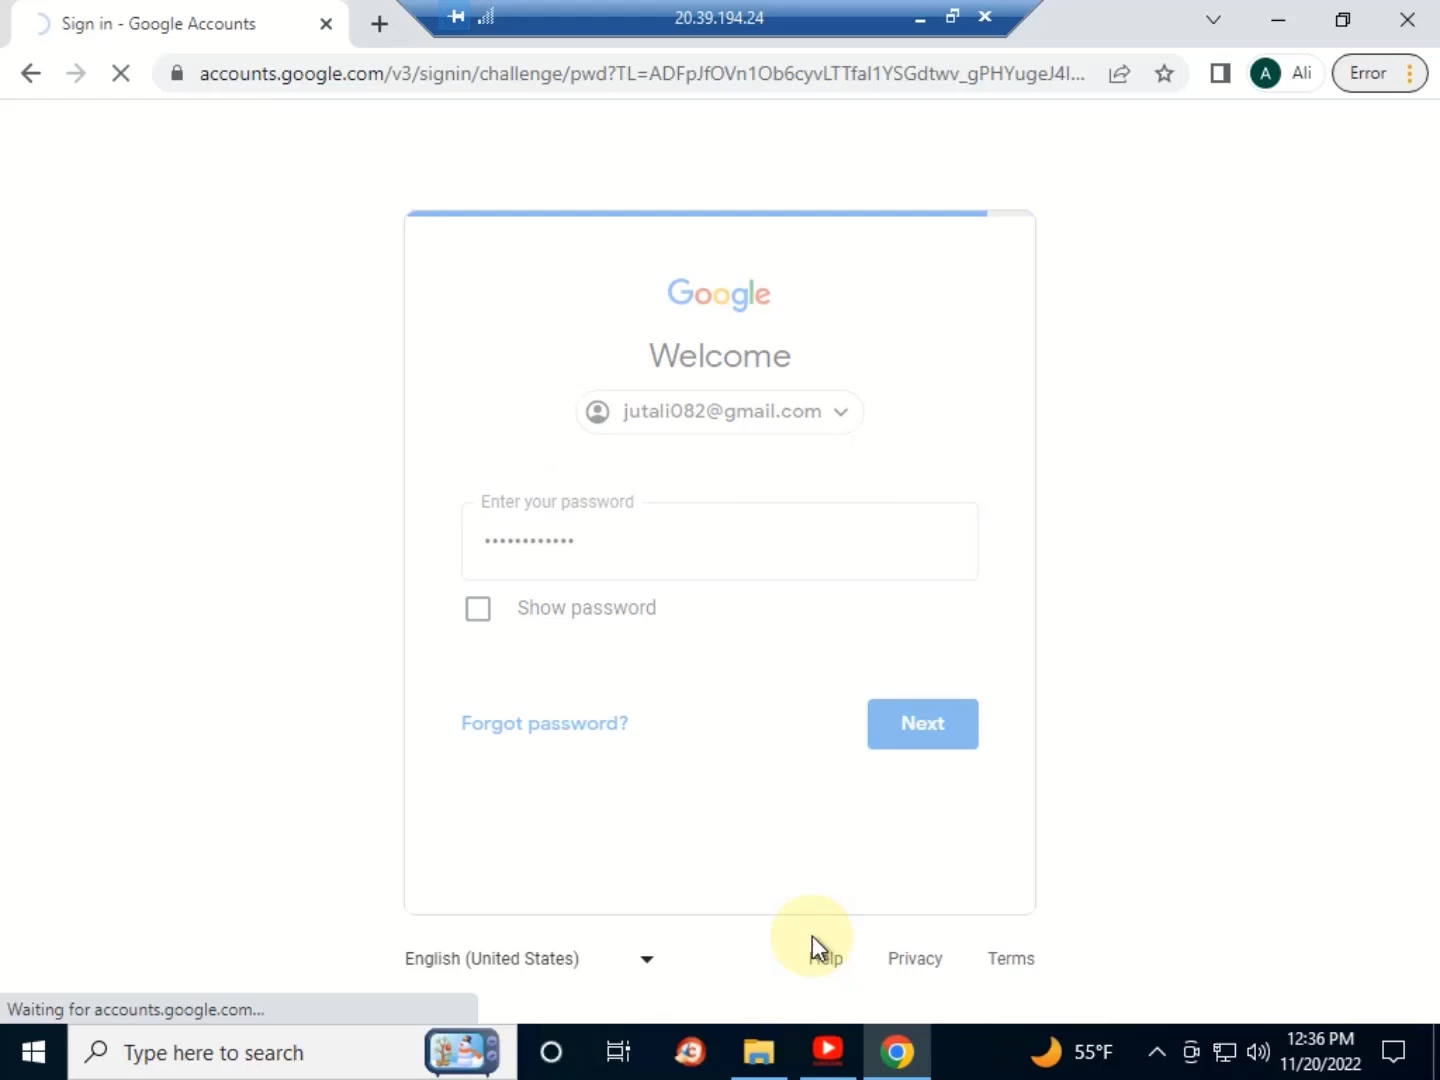 Sign in - Google Accounts
20.39.194.24
accounts.google.com/v3/signin/challenge/pwd?TL=ADFpJfOVn1Ob6cyvLTTfaI1YSGdtwv_gPHYugeJ4I...
A
Ali
Error
Google
Welcome
jutali082@gmail.com
Enter your password
Show password
Forgot password?
Next
English (United States)
Help
Privacy
Terms
Waiting for accounts.google.com...
Type here to search
55°F
12:36 PM
11/20/2022